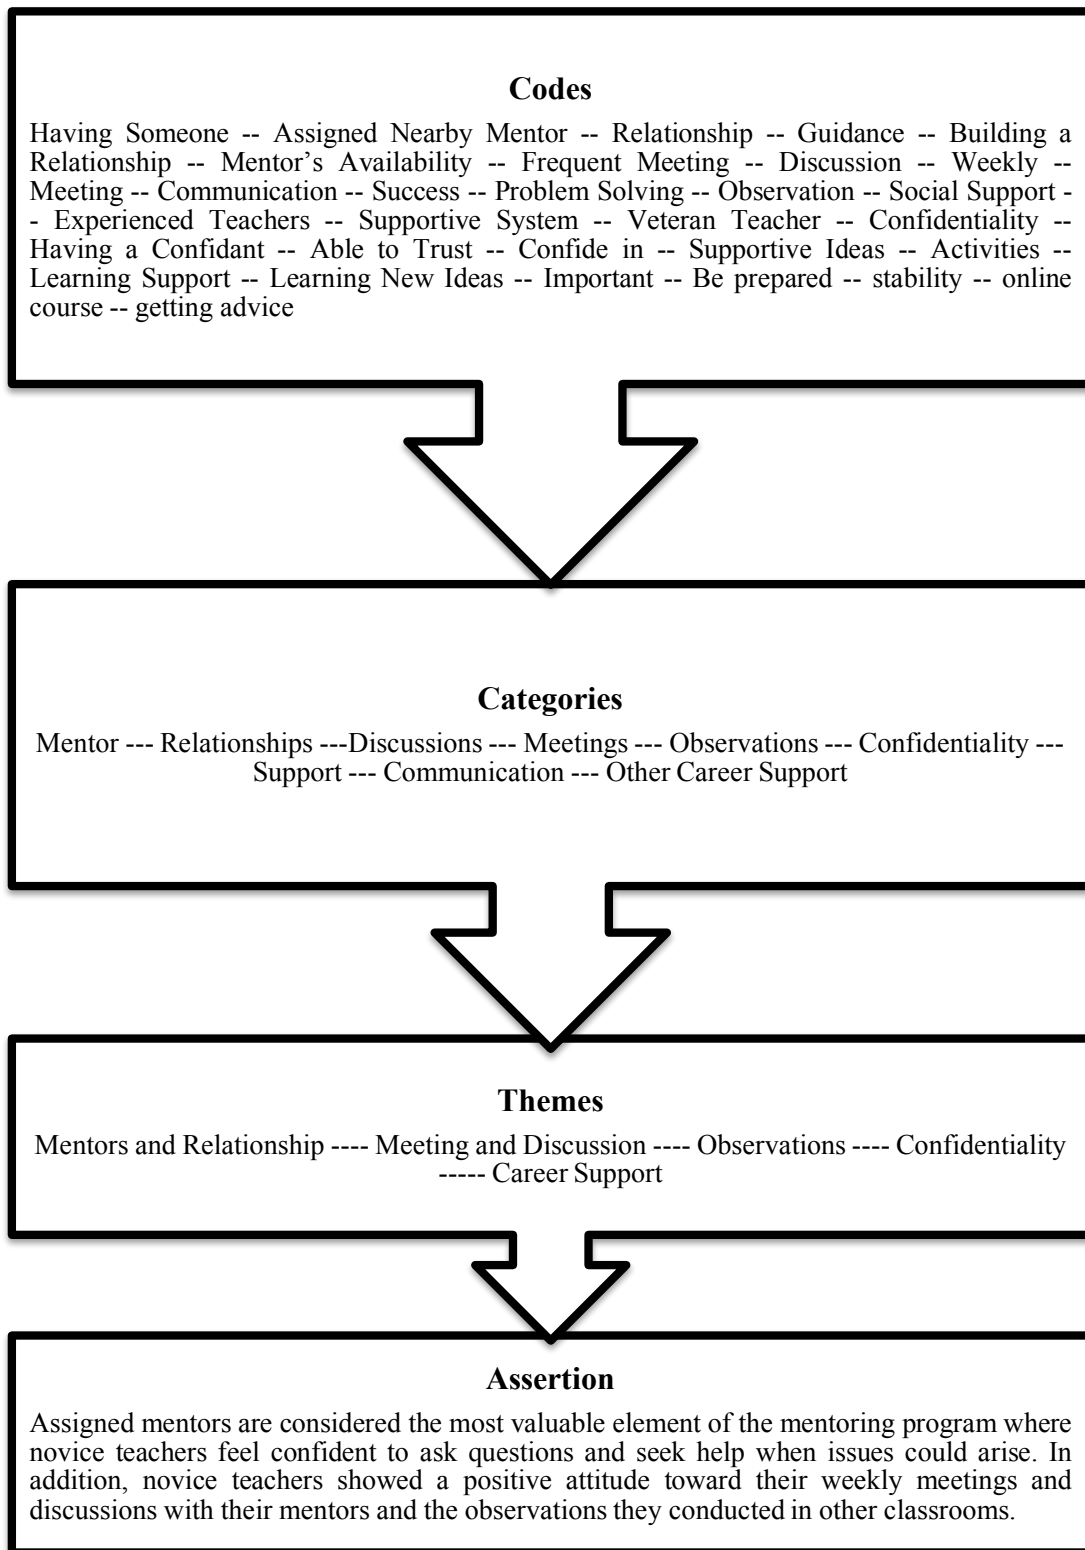 Codes
Having Someone -- Assigned Nearby Mentor -- Relationship -- Guidance -- Building a
Relationship -- Mentor’s Availability -- Frequent Meeting -- Discussion -- Weekly --
Meeting -- Communication -- Success -- Problem Solving -- Observation -- Social Support -
- Experienced Teachers -- Supportive System -- Veteran Teacher -- Confidentiality --
Having a Confidant -- Able to Trust -- Confide in -- Supportive Ideas -- Activities --
Learning Support -- Learning New Ideas -- Important -- Be prepared -- stability -- online
course -- getting advice
Categories
Mentor --- Relationships ---Discussions --- Meetings --- Observations --- Confidentiality ---
Support --- Communication --- Other Career Support
Themes
Mentors and Relationship ---- Meeting and Discussion ---- Observations ---- Confidentiality
----- Career Support
Assertion
Assigned mentors are considered the most valuable element of the mentoring program where
novice teachers feel confident to ask questions and seek help when issues could arise. In
addition, novice teachers showed a positive attitude toward their weekly meetings and
discussions with their mentors and the observations they conducted in other classrooms.